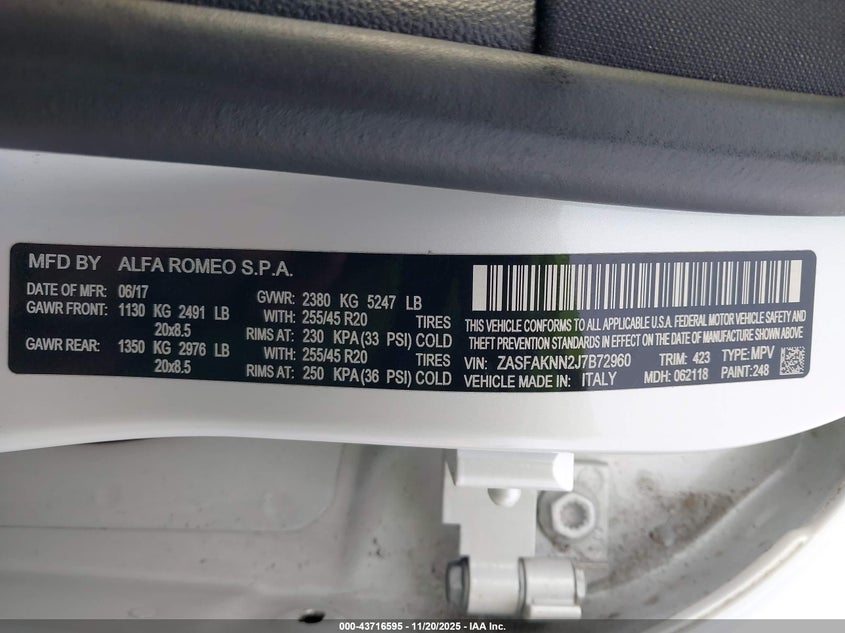 MFD BY ALFA ROMEO S.P.A.
DATE OF MFR: 06/17 GVWR: 2380 KG 5247 LB
GAWR FRONT: 1130 KG 2491 LB WITH: 255/45 R20 TIRES
20x8.5 RIMS AT: 230 KPA (33 PSI) COLD
GAWR REAR: 1350 KG 2976 LB WITH: 255/45 R20 TIRES
20x8.5 RIMS AT: 250 KPA (36 PSI) COLD
THIS VEHICLE CONFORMS TO ALL APPLICABLE U.S.A. FEDERAL MOTOR VEHICLE SAFETY AND
THEFT PREVENTION STANDARDS IN EFFECT ON THE DATE OF MANUFACTURE SHOWN ABOVE
VIN: ZASFAKNN2J7B72960 TRIM: 423 TYPE: MPV
VEHICLE MADE IN: ITALY MDH: 062118 PAINT: 248
000-43716595 - 11/20/2025 - IAA Inc.